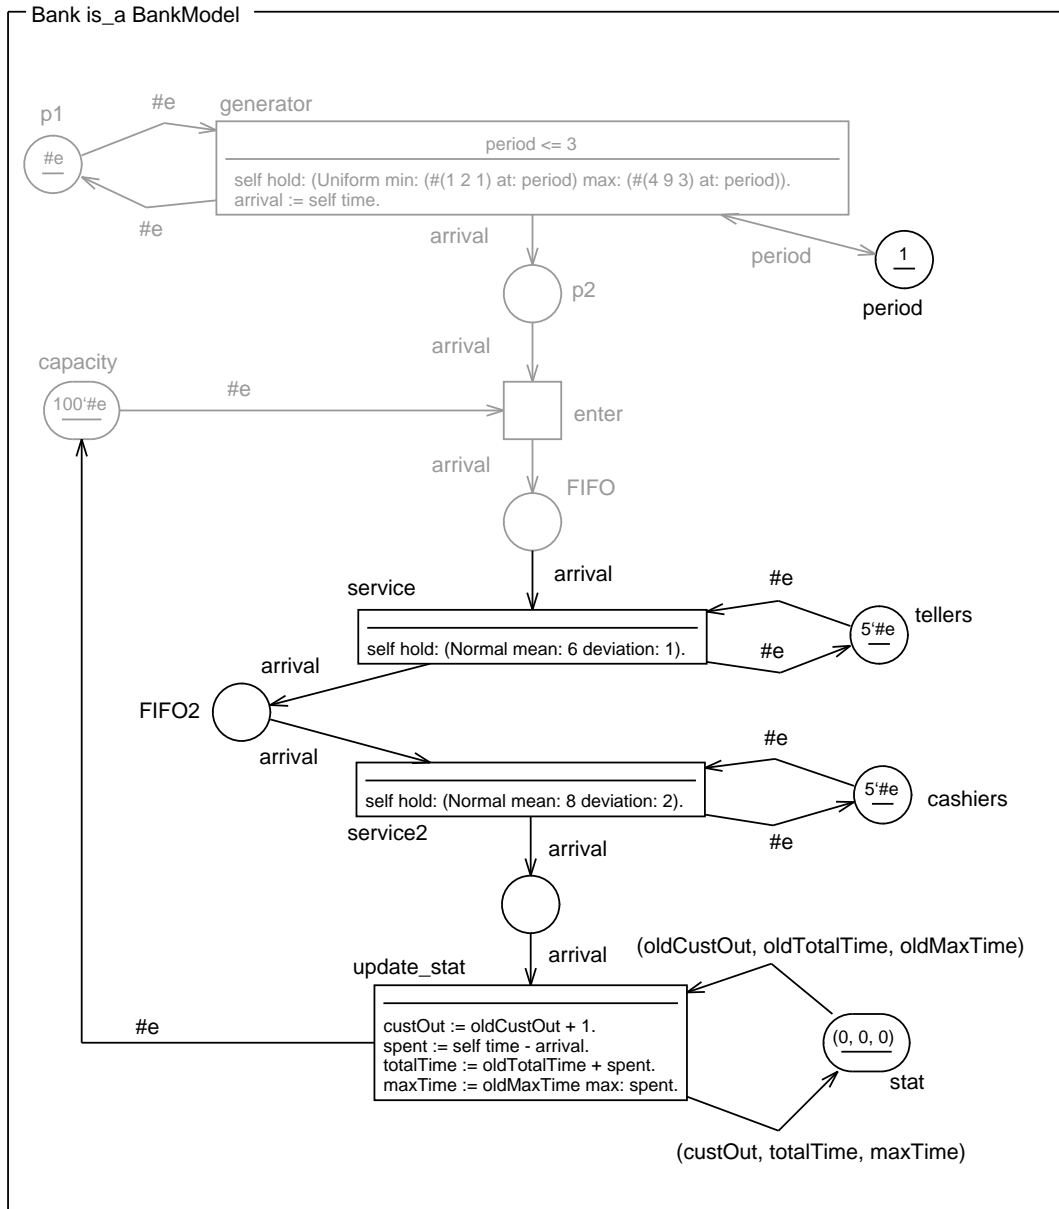 Bank is_a BankModel
#e
generator
p1
#e
period <= 3
self hold: (Uniform min: (#(1 2 1) at: period) max: (#(4 9 3) at: period)).
arrival := self time.
#e
arrival
period
1
period
p2
arrival
capacity
100‘#e
#e
enter
arrival
FIFO
arrival
service
#e
tellers
5‘#e
self hold: (Normal mean: 6 deviation: 1).
#e
arrival
FIFO2
arrival
#e
self hold: (Normal mean: 8 deviation: 2).
5‘#e
cashiers
service2
#e
arrival
(oldCustOut, oldTotalTime, oldMaxTime)
arrival
update_stat
#e
custOut := oldCustOut + 1.
spent := self time - arrival.
totalTime := oldTotalTime + spent.
maxTime := oldMaxTime max: spent.
(0, 0, 0)
stat
(custOut, totalTime, maxTime)